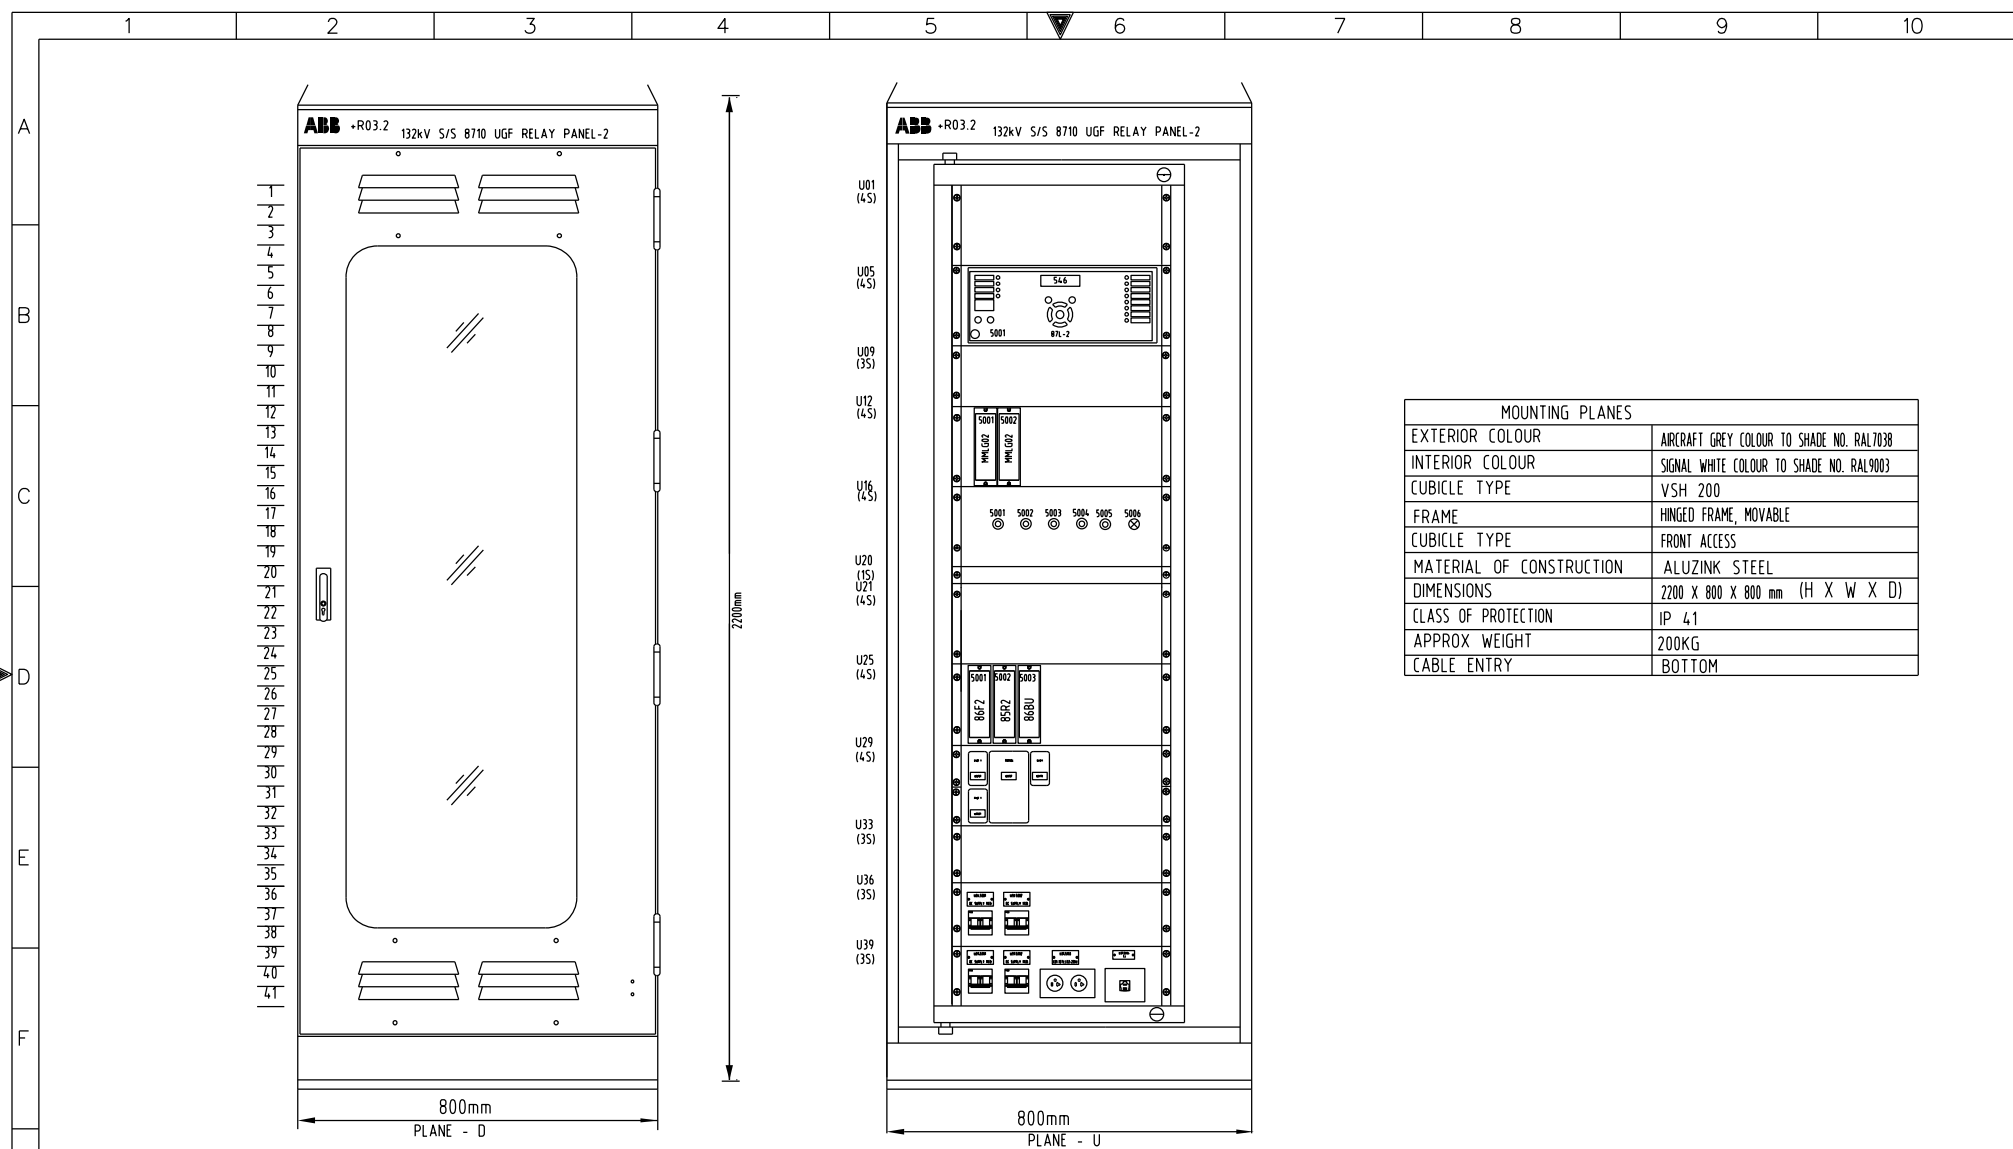 1 2 3 4 5 6 7 8 9 10
A
B
C
D
E
F
ABB +R03.2 132kV S/S 8710 UGF RELAY PANEL-2
1
2
3
4
5
6
7
8
9
10
11
12
13
14
15
16
17
18
19
20
21
22
23
24
25
26
27
28
29
30
31
32
33
34
35
36
37
38
39
40
41
2200mm
800mm
PLANE - D
ABB +R03.2 132kV S/S 8710 UGF RELAY PANEL-2
U01
(4S)
U05
(4S)
546
5001 87L-2
U09
(3S)
U12
(4S)
5001 5002
MMLG02 MMLG02
U16
(4S)
5001 5002 5003 5004 5005 5006
U20
(1S)
U21
(4S)
U25
(4S)
5001 5002 5003
86F2 85R2 86BU
U29
(4S)
U33
(3S)
U36
(3S)
U39
(3S)
800mm
PLANE - U
MOUNTING PLANES
EXTERIOR COLOUR AIRCRAFT GREY COLOUR TO SHADE NO. RAL7038
INTERIOR COLOUR SIGNAL WHITE COLOUR TO SHADE NO. RAL9003
CUBICLE TYPE VSH 200
FRAME HINGED FRAME, MOVABLE
CUBICLE TYPE FRONT ACCESS
MATERIAL OF CONSTRUCTION ALUZINK STEEL
DIMENSIONS 2200 X 800 X 800 mm (H X W X D)
CLASS OF PROTECTION IP 41
APPROX WEIGHT 200KG
CABLE ENTRY BOTTOM